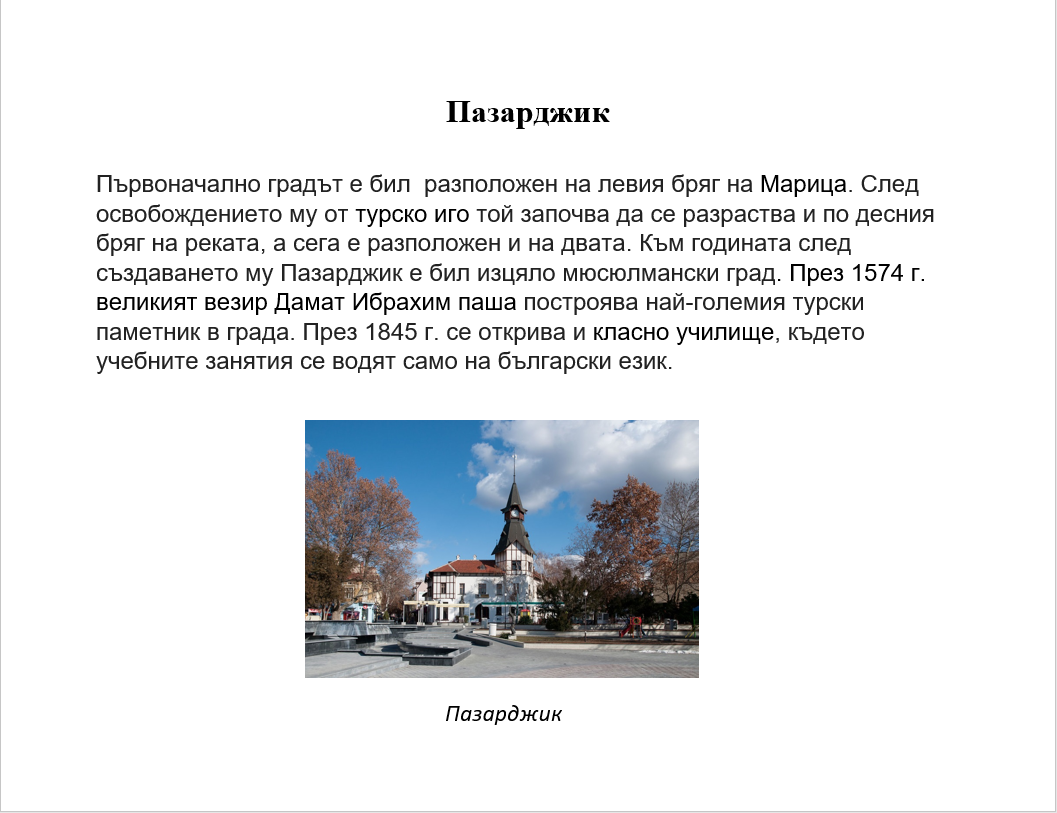 Пазарджик
Първоначално градът е бил  разположен на левия бряг на Марица. След
освобождението му от турско иго той започва да се разраства и по десния
бряг на реката, а сега е разположен и на двата. Към годината след
създаването му Пазарджик е бил изцяло мюсюлмански град. През 1574 г.
великият везир Дамат Ибрахим паша построява най-големия турски
паметник в града. През 1845 г. се открива и класно училище, където
учебните занятия се водят само на български език.
Пазарджик